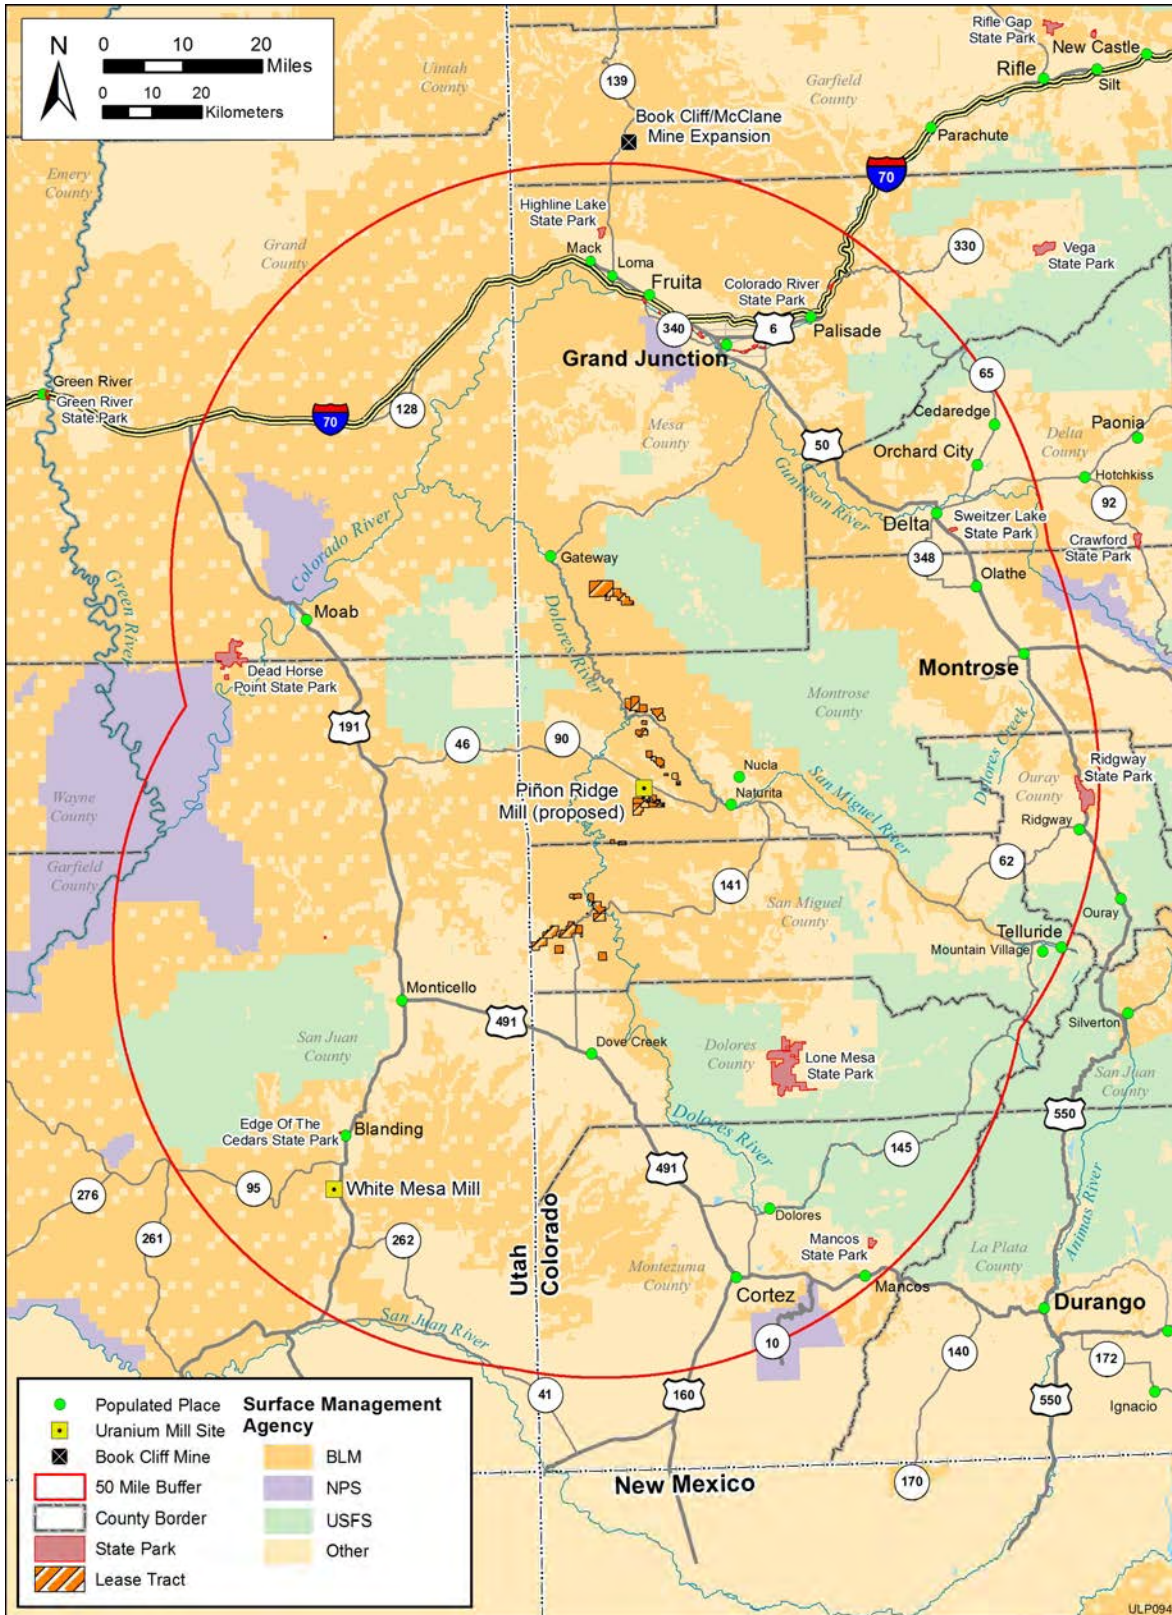 N
0 10 20
Miles
0 10 20
Kilometers
Rifle Gap
State Park
New Castle
Rifle
Silt
Uintah
County
139
Garfield
County
Book Cliff/McClane
Mine Expansion
Parachute
70
Emery
County
Highline Lake
State Park
Grand
County
330
Vega
State Park
Mack
Loma
Fruita
Colorado River
State Park
340
6
Palisade
Grand Junction
65
Green River
Green River
State Park
128
70
Cedaredge
Paonia
Mesa
County
50
Delta
County
Orchard City
Gunnison River
Hotchkiss
92
Delta
Sweitzer Lake
State Park
Crawford
State Park
Colorado River
348
Gateway
Olathe
Green River
Dolores River
Moab
Dead Horse
Point State Park
Montrose
Montrose
County
191
46
90
Dolores Creek
Ridgway
State Park
Nucla
Piñon Ridge
Mill (proposed)
Naturita
San Miguel River
Ouray
County
Wayne
County
Ridgway
Garfield
County
62
141
San Miguel
County
Ouray
Telluride
Mountain Village
Monticello
491
Silverton
San Juan
County
Dove Creek
Dolores
County
Lone Mesa
State Park
San Juan
County
Edge Of The
Cedars State Park
Blanding
Dolores River
550
145
491
276
95
White Mesa Mill
Utah
Colorado
Dolores
Animas River
261
262
Mancos
State Park
La Plata
County
Montezuma
County
Cortez
Mancos
Durango
San Juan River
10
140
172
41
160
550
Ignacio
New Mexico
170
Populated Place
Uranium Mill Site
Book Cliff Mine
50 Mile Buffer
County Border
State Park
Lease Tract
Surface Management
Agency
BLM
NPS
USFS
Other
ULP094